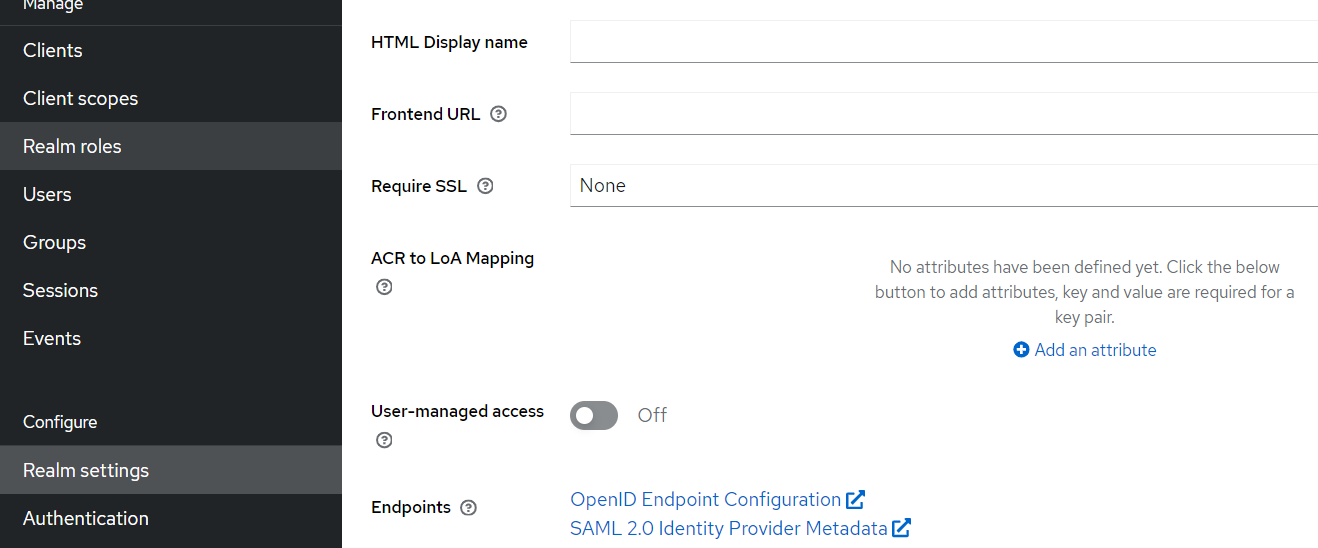 Manage
Clients
Client scopes
Realm roles
Users
Groups
Sessions
Events
Configure
Realm settings
Authentication
HTML Display name
Frontend URL
Require SSL
None
ACR to LoA Mapping
No attributes have been defined yet. Click the below
button to add attributes, key and value are required for a
key pair.
Add an attribute
User-managed access
Off
Endpoints
OpenID Endpoint Configuration
SAML 2.0 Identity Provider Metadata